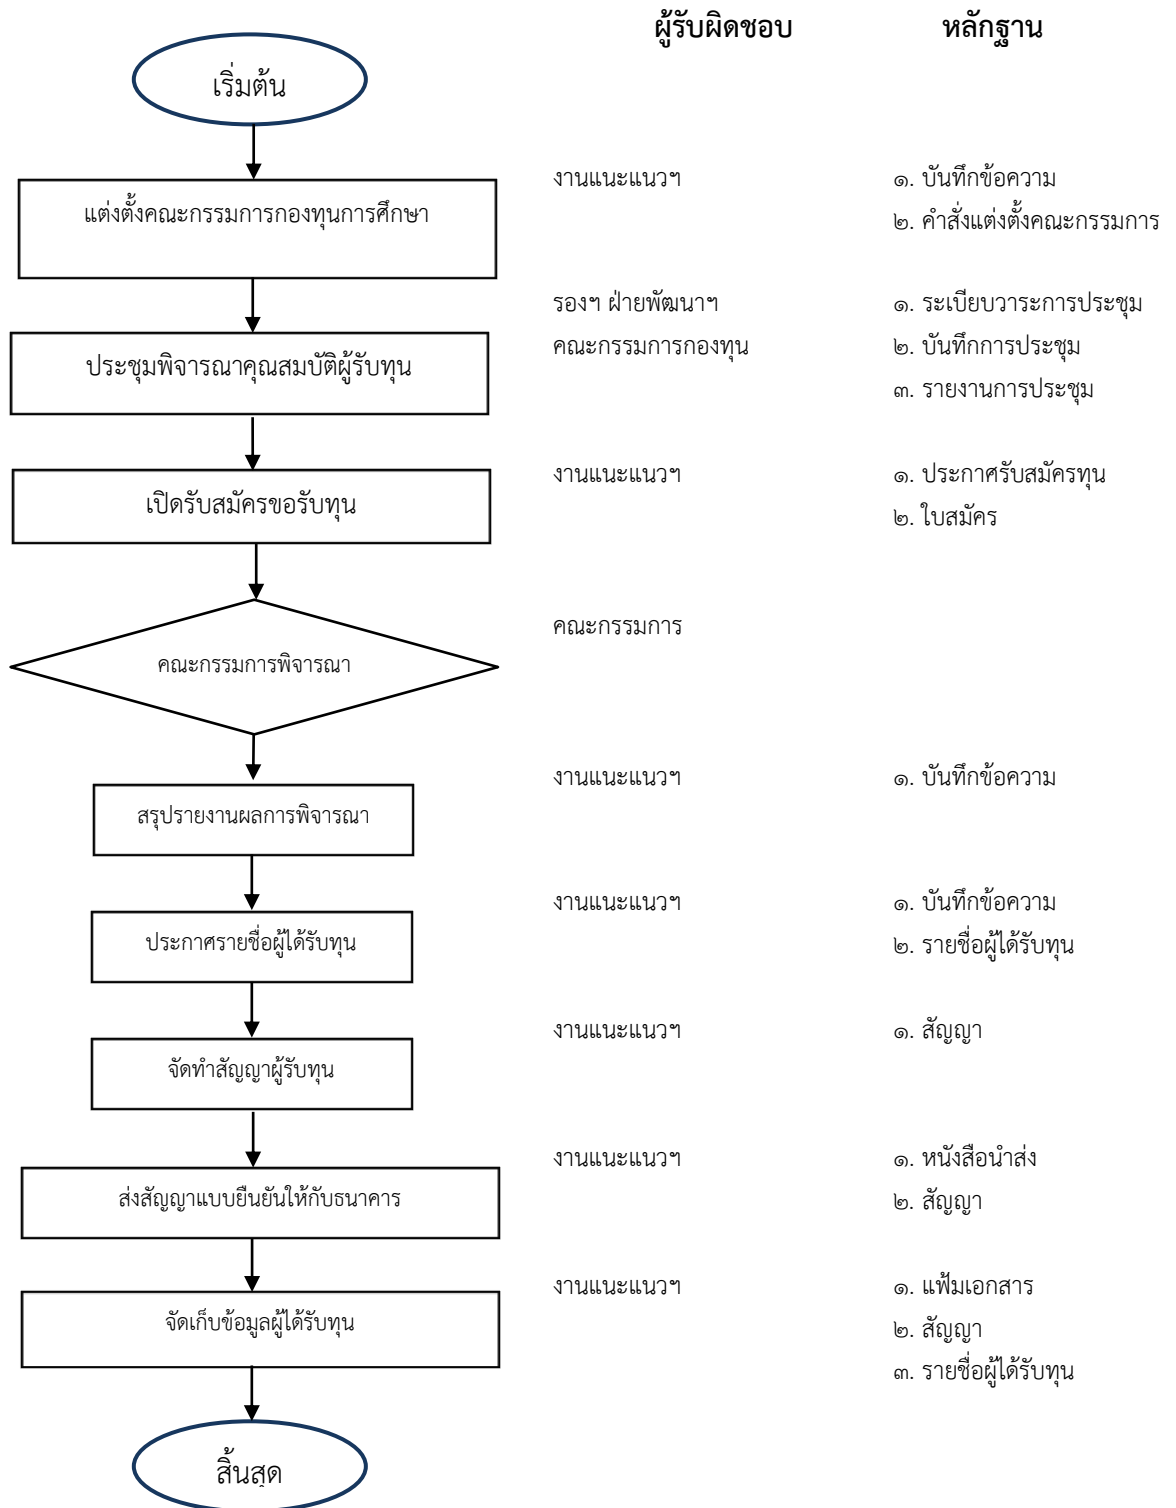 ผู้รับผิดชอบ หลักฐาน
เริ่มต้น
แต่งตั้งคณะกรรมการกองทุนการศึกษา
งานแนะแนวฯ
๑. บันทึกข้อความ
๒. คำสั่งแต่งตั้งคณะกรรมการ
ประชุมพิจารณาคุณสมบัติผู้รับทุน
รองฯ ฝ่ายพัฒนาฯ
คณะกรรมการกองทุน
๑. ระเบียบวาระการประชุม
๒. บันทึกการประชุม
๓. รายงานการประชุม
เปิดรับสมัครขอรับทุน
งานแนะแนวฯ
๑. ประกาศรับสมัครทุน
๒. ใบสมัคร
คณะกรรมการพิจารณา
คณะกรรมการ
สรุปรายงานผลการพิจารณา
งานแนะแนวฯ
๑. บันทึกข้อความ
ประกาศรายชื่อผู้ได้รับทุน
งานแนะแนวฯ
๑. บันทึกข้อความ
๒. รายชื่อผู้ได้รับทุน
จัดทำสัญญาผู้รับทุน
งานแนะแนวฯ
๑. สัญญา
ส่งสัญญาแบบยืนยันให้กับธนาคาร
งานแนะแนวฯ
๑. หนังสือนำส่ง
๒. สัญญา
จัดเก็บข้อมูลผู้ได้รับทุน
งานแนะแนวฯ
๑. แฟ้มเอกสาร
๒. สัญญา
๓. รายชื่อผู้ได้รับทุน
สิ้นสุด